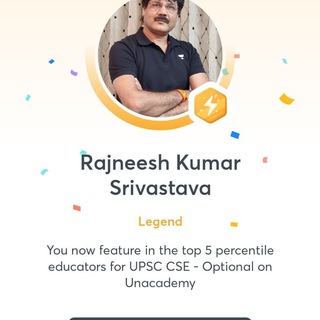 Rajneesh Kumar
Srivastava
Legend
You now feature in the top 5 percentile
educators for UPSC CSE - Optional on
Unacademy